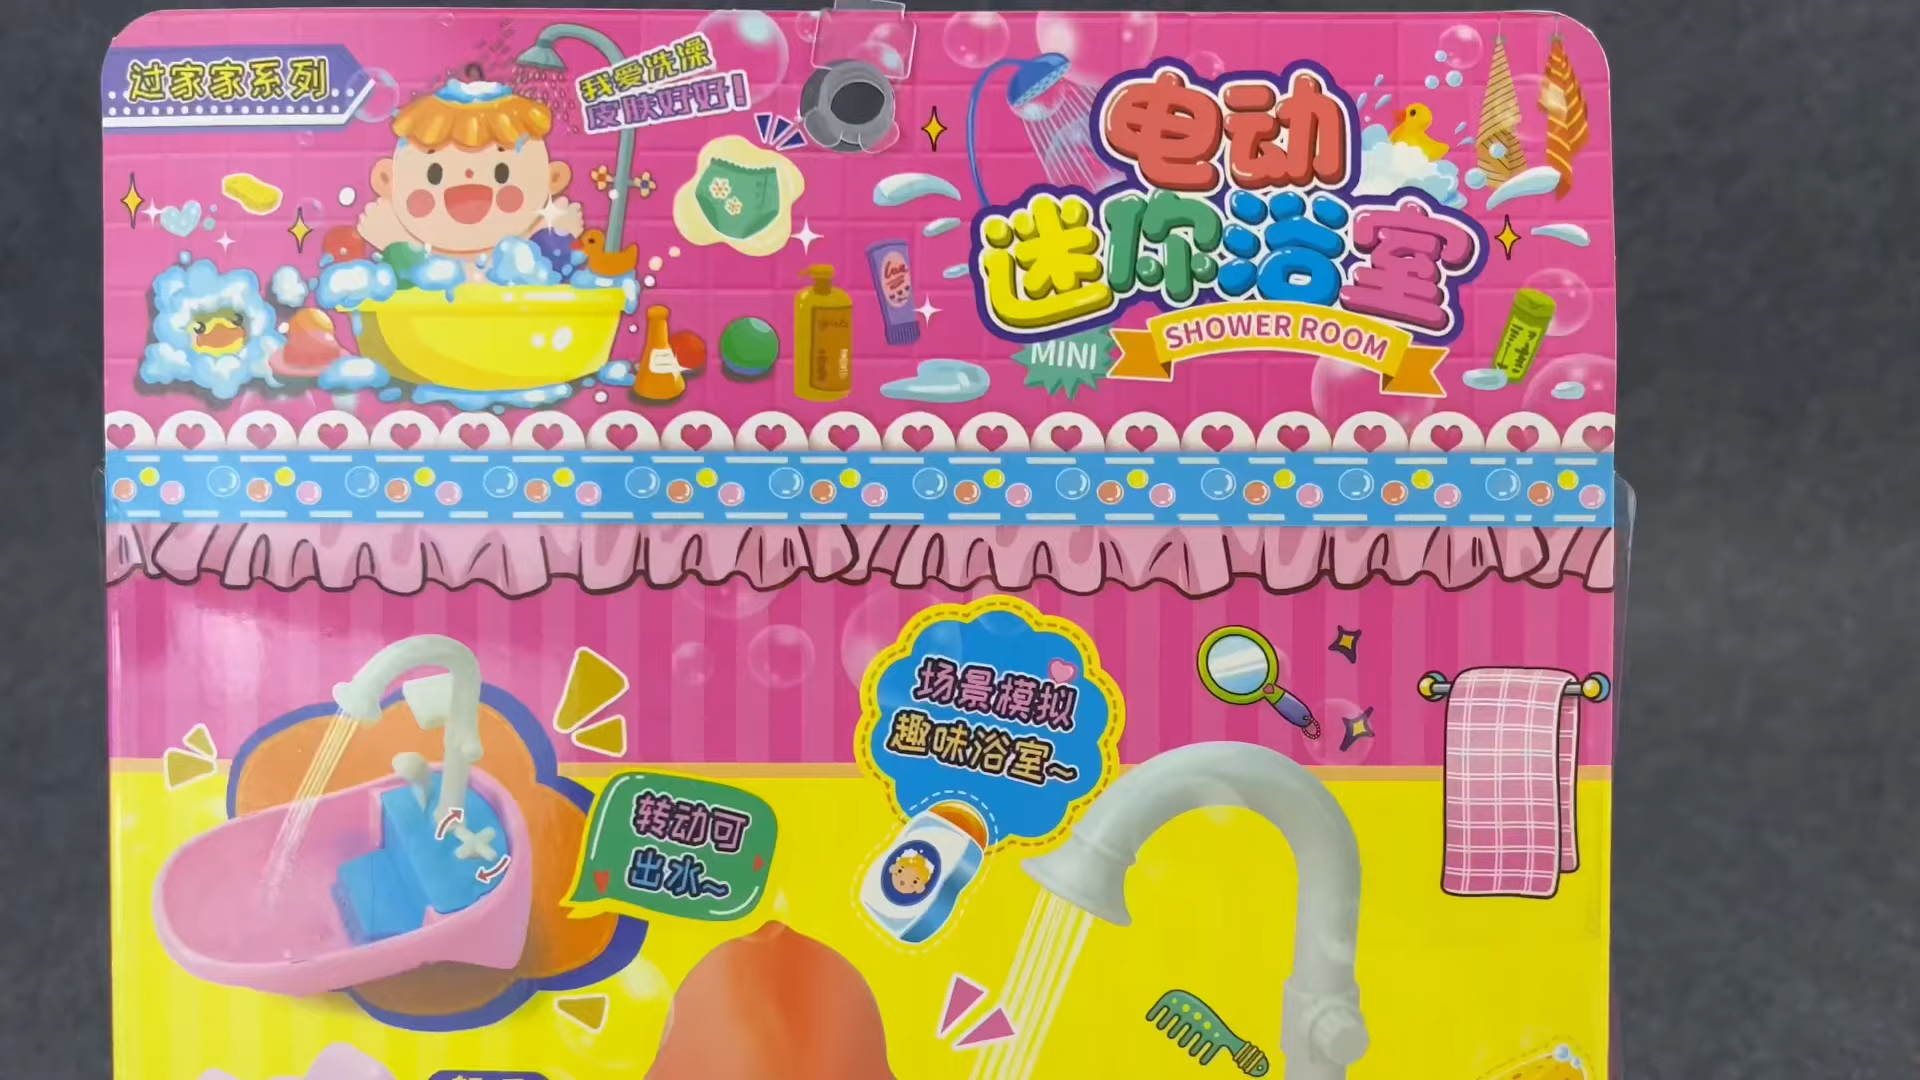 过家家系列
我爱洗澡
皮肤好好！
电动
迷你浴室
MINI
SHOWER ROOM
场景模拟
趣味浴室~
转动可
出水~